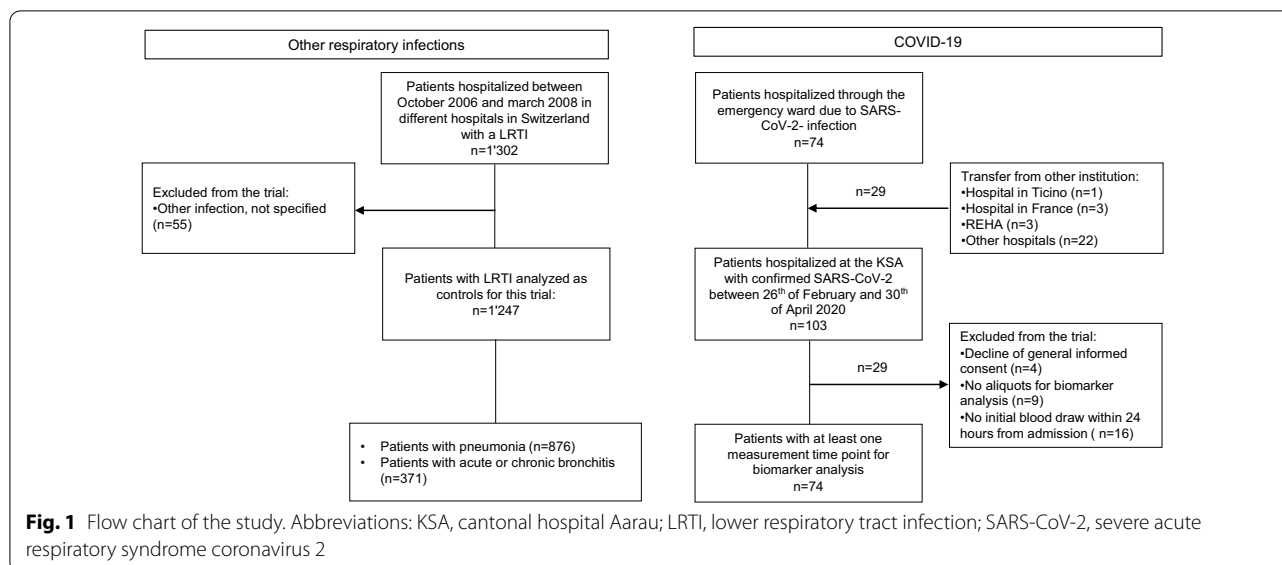 Other respiratory infections
Patients hospitalized between
October 2006 and march 2008 in
different hospitals in Switzerland
with a LRTI
n=1'302
Excluded from the trial:
•Other infection, not specified
(n=55)
Patients with LRTI analyzed as
controls for this trial:
n=1'247
• Patients with pneumonia (n=876)
• Patients with acute or chronic bronchitis
(n=371)
COVID-19
Patients hospitalized through the
emergency ward due to SARS-
CoV-2- infection
n=74
n=29
Transfer from other institution:
•Hospital in Ticino (n=1)
•Hospital in France (n=3)
•REHA (n=3)
•Other hospitals (n=22)
Patients hospitalized at the KSA
with confirmed SARS-CoV-2
between 26th of February and 30th
of April 2020
n=103
n=29
Excluded from the trial:
•Decline of general informed
consent (n=4)
•No aliquots for biomarker
analysis (n=9)
•No initial blood draw within 24
hours from admission ( n=16)
Patients with at least one
measurement time point for
biomarker analysis
n=74
Fig. 1 Flow chart of the study. Abbreviations: KSA, cantonal hospital Aarau; LRTI, lower respiratory tract infection; SARS-CoV-2, severe acute
respiratory syndrome coronavirus 2